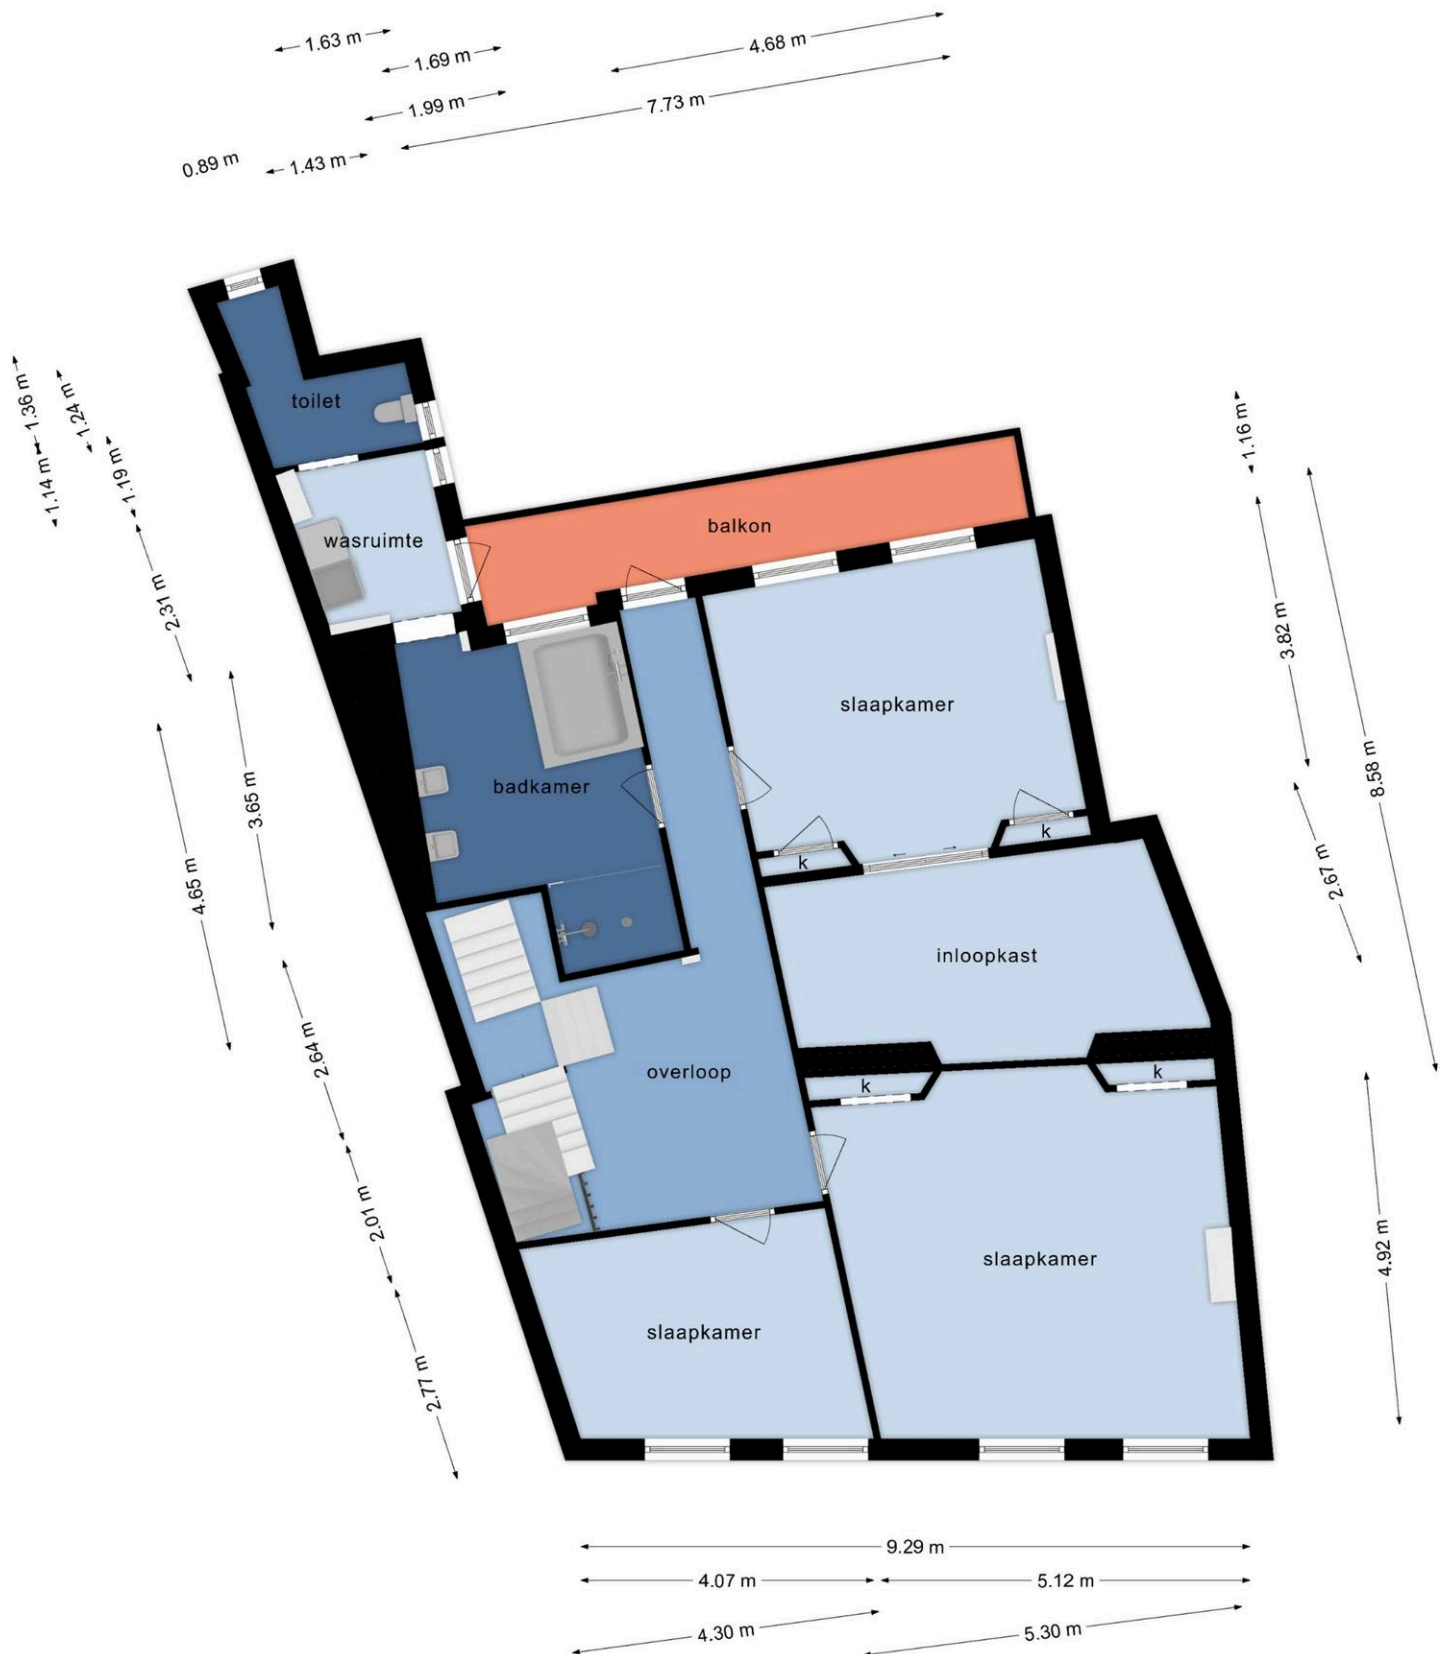 1.63 m
4.68 m
1.69 m
1.99 m
7.73 m
0.89 m
1.43 m
1.36 m
1.24 m
1.14 m
1.19 m
2.31 m
toilet
wasruimte
balkon
1.16 m
3.82 m
slaapkamer
8.58 m
3.65 m
badkamer
4.65 m
k
k
2.67 m
inloopkast
2.64 m
overloop
k
k
2.01 m
4.92 m
slaapkamer
slaapkamer
2.77 m
9.29 m
4.07 m
5.12 m
4.30 m
5.30 m